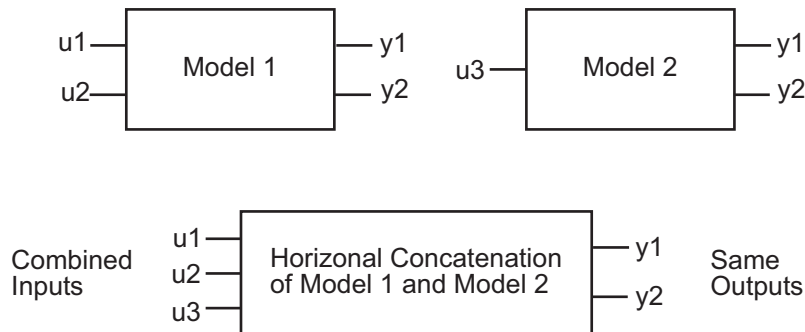 u1
u2
Model 1
y1
y2
u3
Model 2
y1
y2
Combined
Inputs
u1
u2
u3
Horizonal Concatenation
of Model 1 and Model 2
y1
y2
Same
Outputs